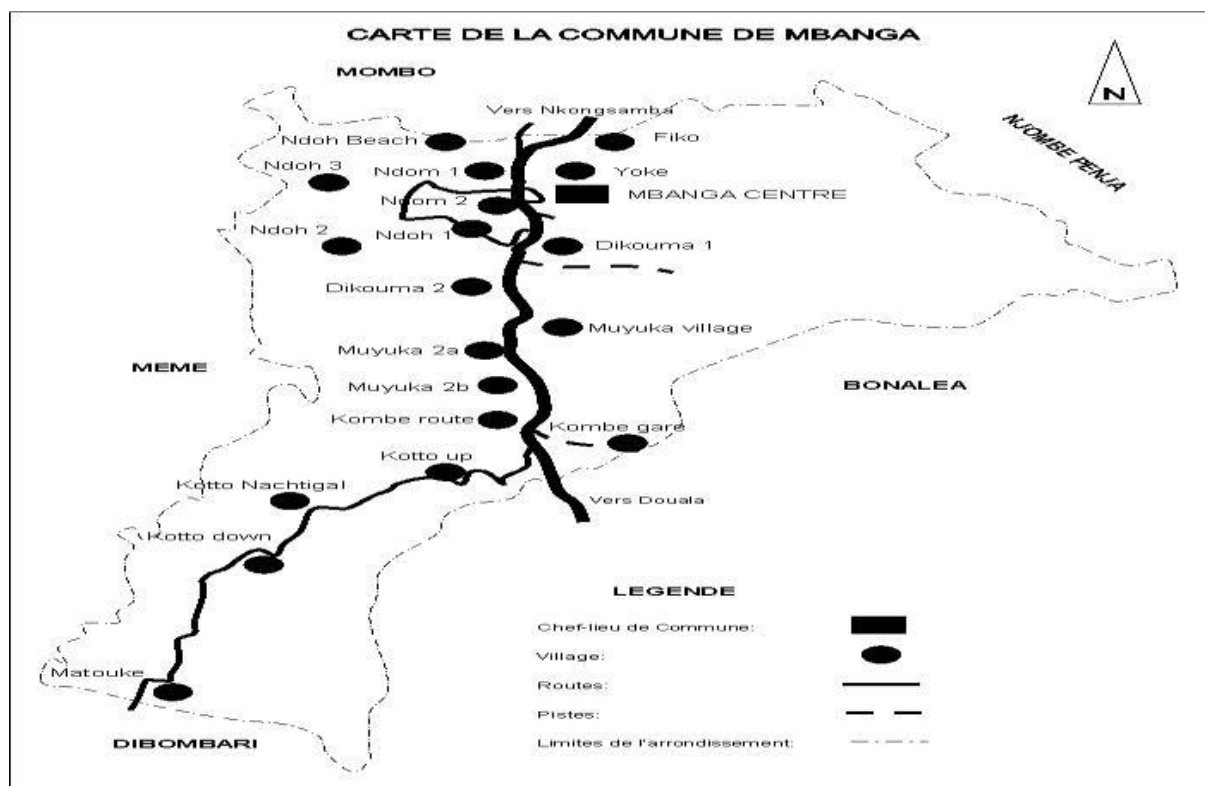 CARTE DE LA COMMUNE DE MBANGA
MOMBO
N
Vers Nkongsamba
NJOMBE PENJA
Ndoh Beach
Fiko
Ndoh 3
Ndom 1
Yoke
MBANGA CENTRE
Ndom 2
Ndoh 2
Ndoh 1
Dikouma 1
Dikouma 2
Muyuka village
Muyuka 2a
MEME
Muyuka 2b
BONALEA
Kombe route
Kombe gare
Kotto up
Kotto Nachtigal
Vers Douala
Kotto down
LEGENDE
Chef-lieu de Commune:
Village:
Matouke
Routes:
Pistes:
DIBOMBARI
Limites de l'arrondissement: